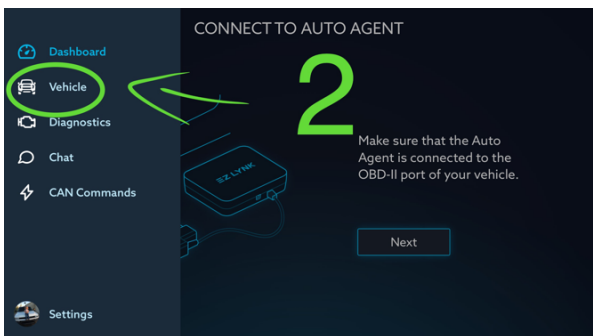 CONNECT TO AUTO AGENT
Dashboard
Vehicle
Diagnostics
Chat
CAN Commands
Settings
2
EZ LYNK
Make sure that the Auto
Agent is connected to the
OBD-II port of your vehicle.
Next